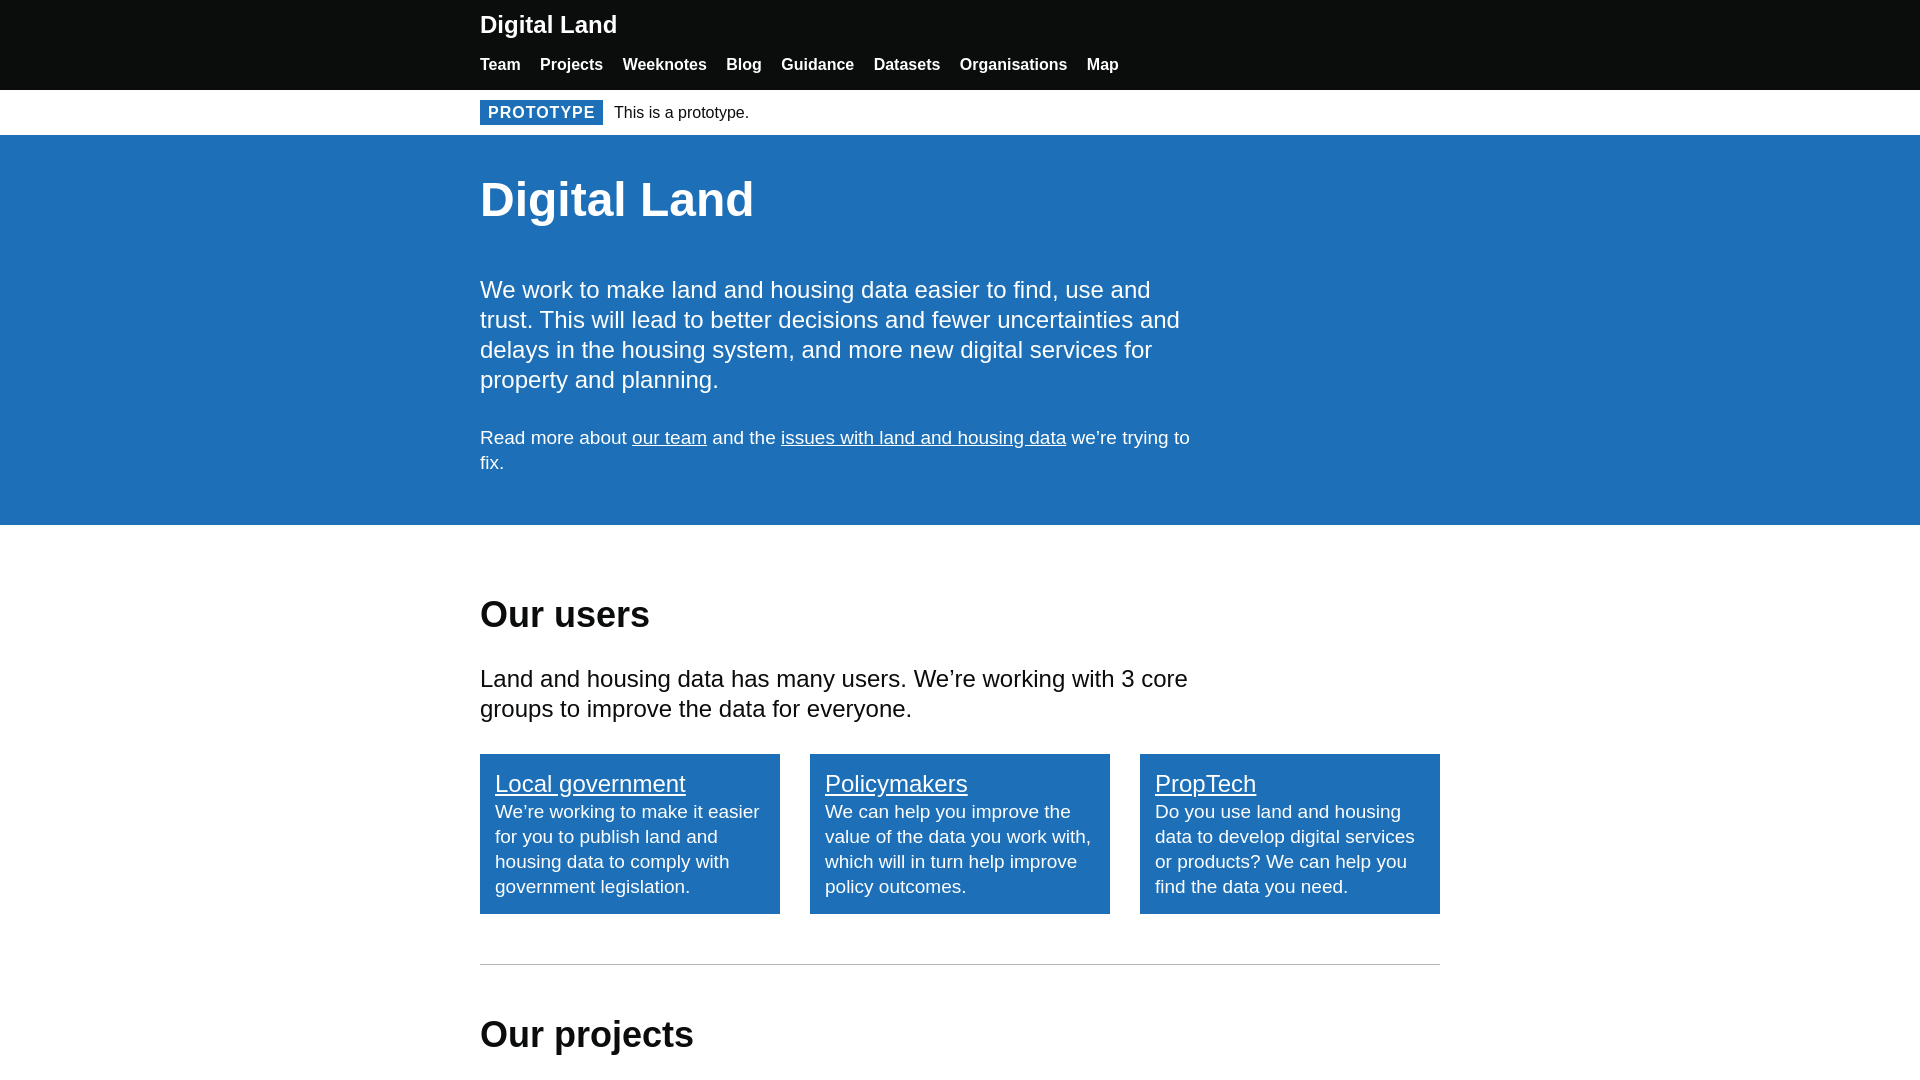 Digital Land
Team Projects Weeknotes Blog Guidance Datasets Organisations Map
PROTOTYPE This is a prototype.
Digital Land
We work to make land and housing data easier to find, use and
trust. This will lead to better decisions and fewer uncertainties and
delays in the housing system, and more new digital services for
property and planning.
Read more about our team and the issues with land and housing data we’re trying to
fix.
Our users
Land and housing data has many users. We’re working with 3 core
groups to improve the data for everyone.
Local government
We’re working to make it easier
for you to publish land and
housing data to comply with
government legislation.
Policymakers
We can help you improve the
value of the data you work with,
which will in turn help improve
policy outcomes.
PropTech
Do you use land and housing
data to develop digital services
or products? We can help you
find the data you need.
Our projects